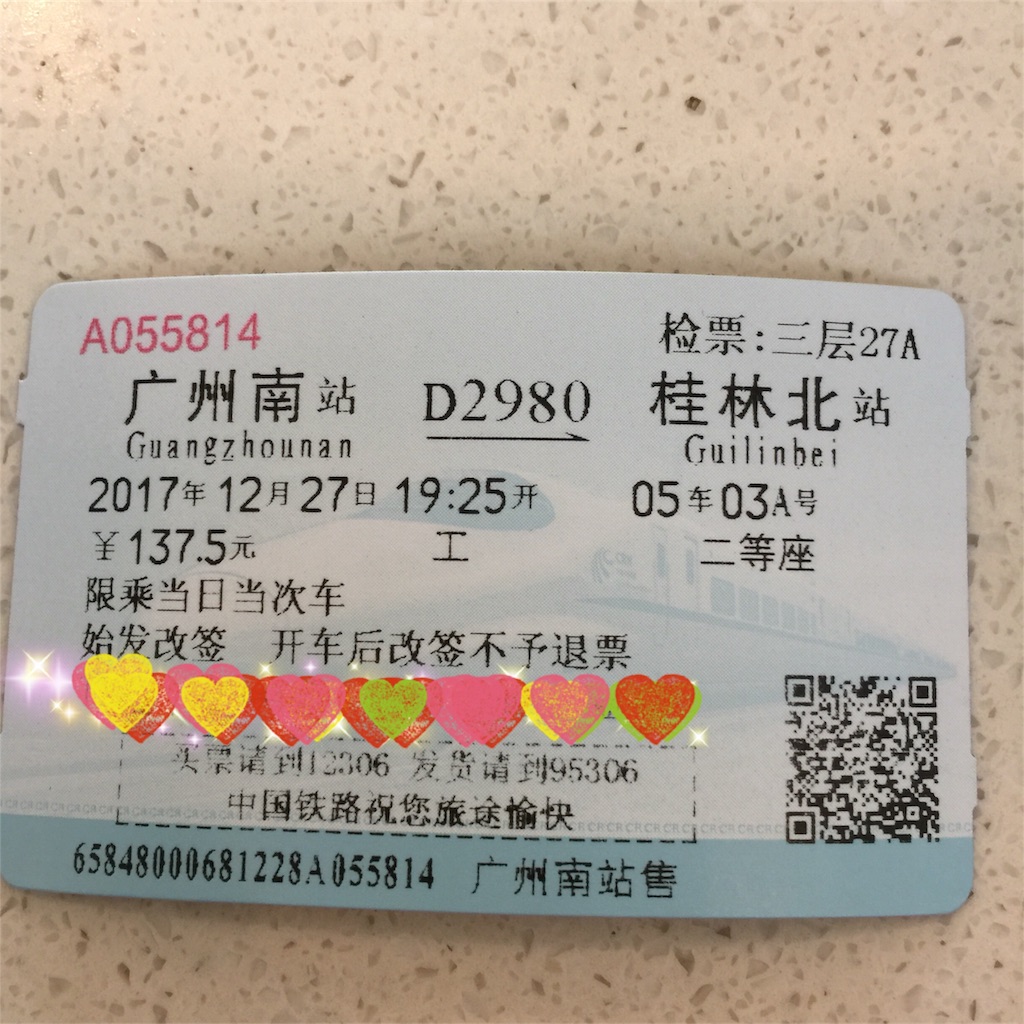 A055814 检票:三层27A
广州南站 D2980 桂林北站
Guangzhounan Guilinbei
2017年12月27日 19:25开 05车03A号
¥137.5元 工 二等座
限乘当日当次车
始发改签 开车后改签不予退票
买票请到12306 发货请到95306
中国铁路祝您旅途愉快
65848000681228A055814 广州南站售